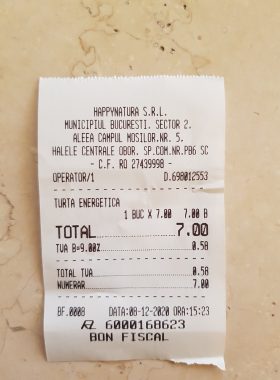 HAPPYNATURA S.R.L.
MUNICIPIUL BUCURESTI. SECTOR 2.
ALEEA CAMPUL MOSILOR.NR. 5.
HALELE CENTRALE OBOR. SP.COM.NR.PB6 SC
- C.F. RO 27439998 -
OPERATOR/1 D.698012553
TURTA ENERGETICA
1 BUC X 7.00 7.00 B
TOTAL 7.00
TVA B=9.00% 0.58
TOTAL TVA 0.58
NUMERAR 7.00
BF.0008 DATA:08-12-2020 ORA:15:23
6000168623
BON FISCAL